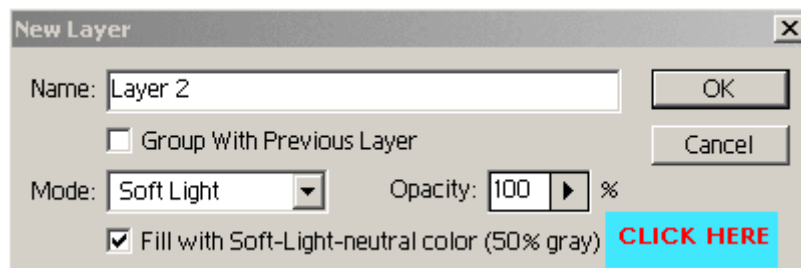 New Layer
Name: Layer 2 OK
Group With Previous Layer Cancel
Mode: Soft Light Opacity: 100 %
Fill with Soft-Light-neutral color (50% gray) CLICK HERE